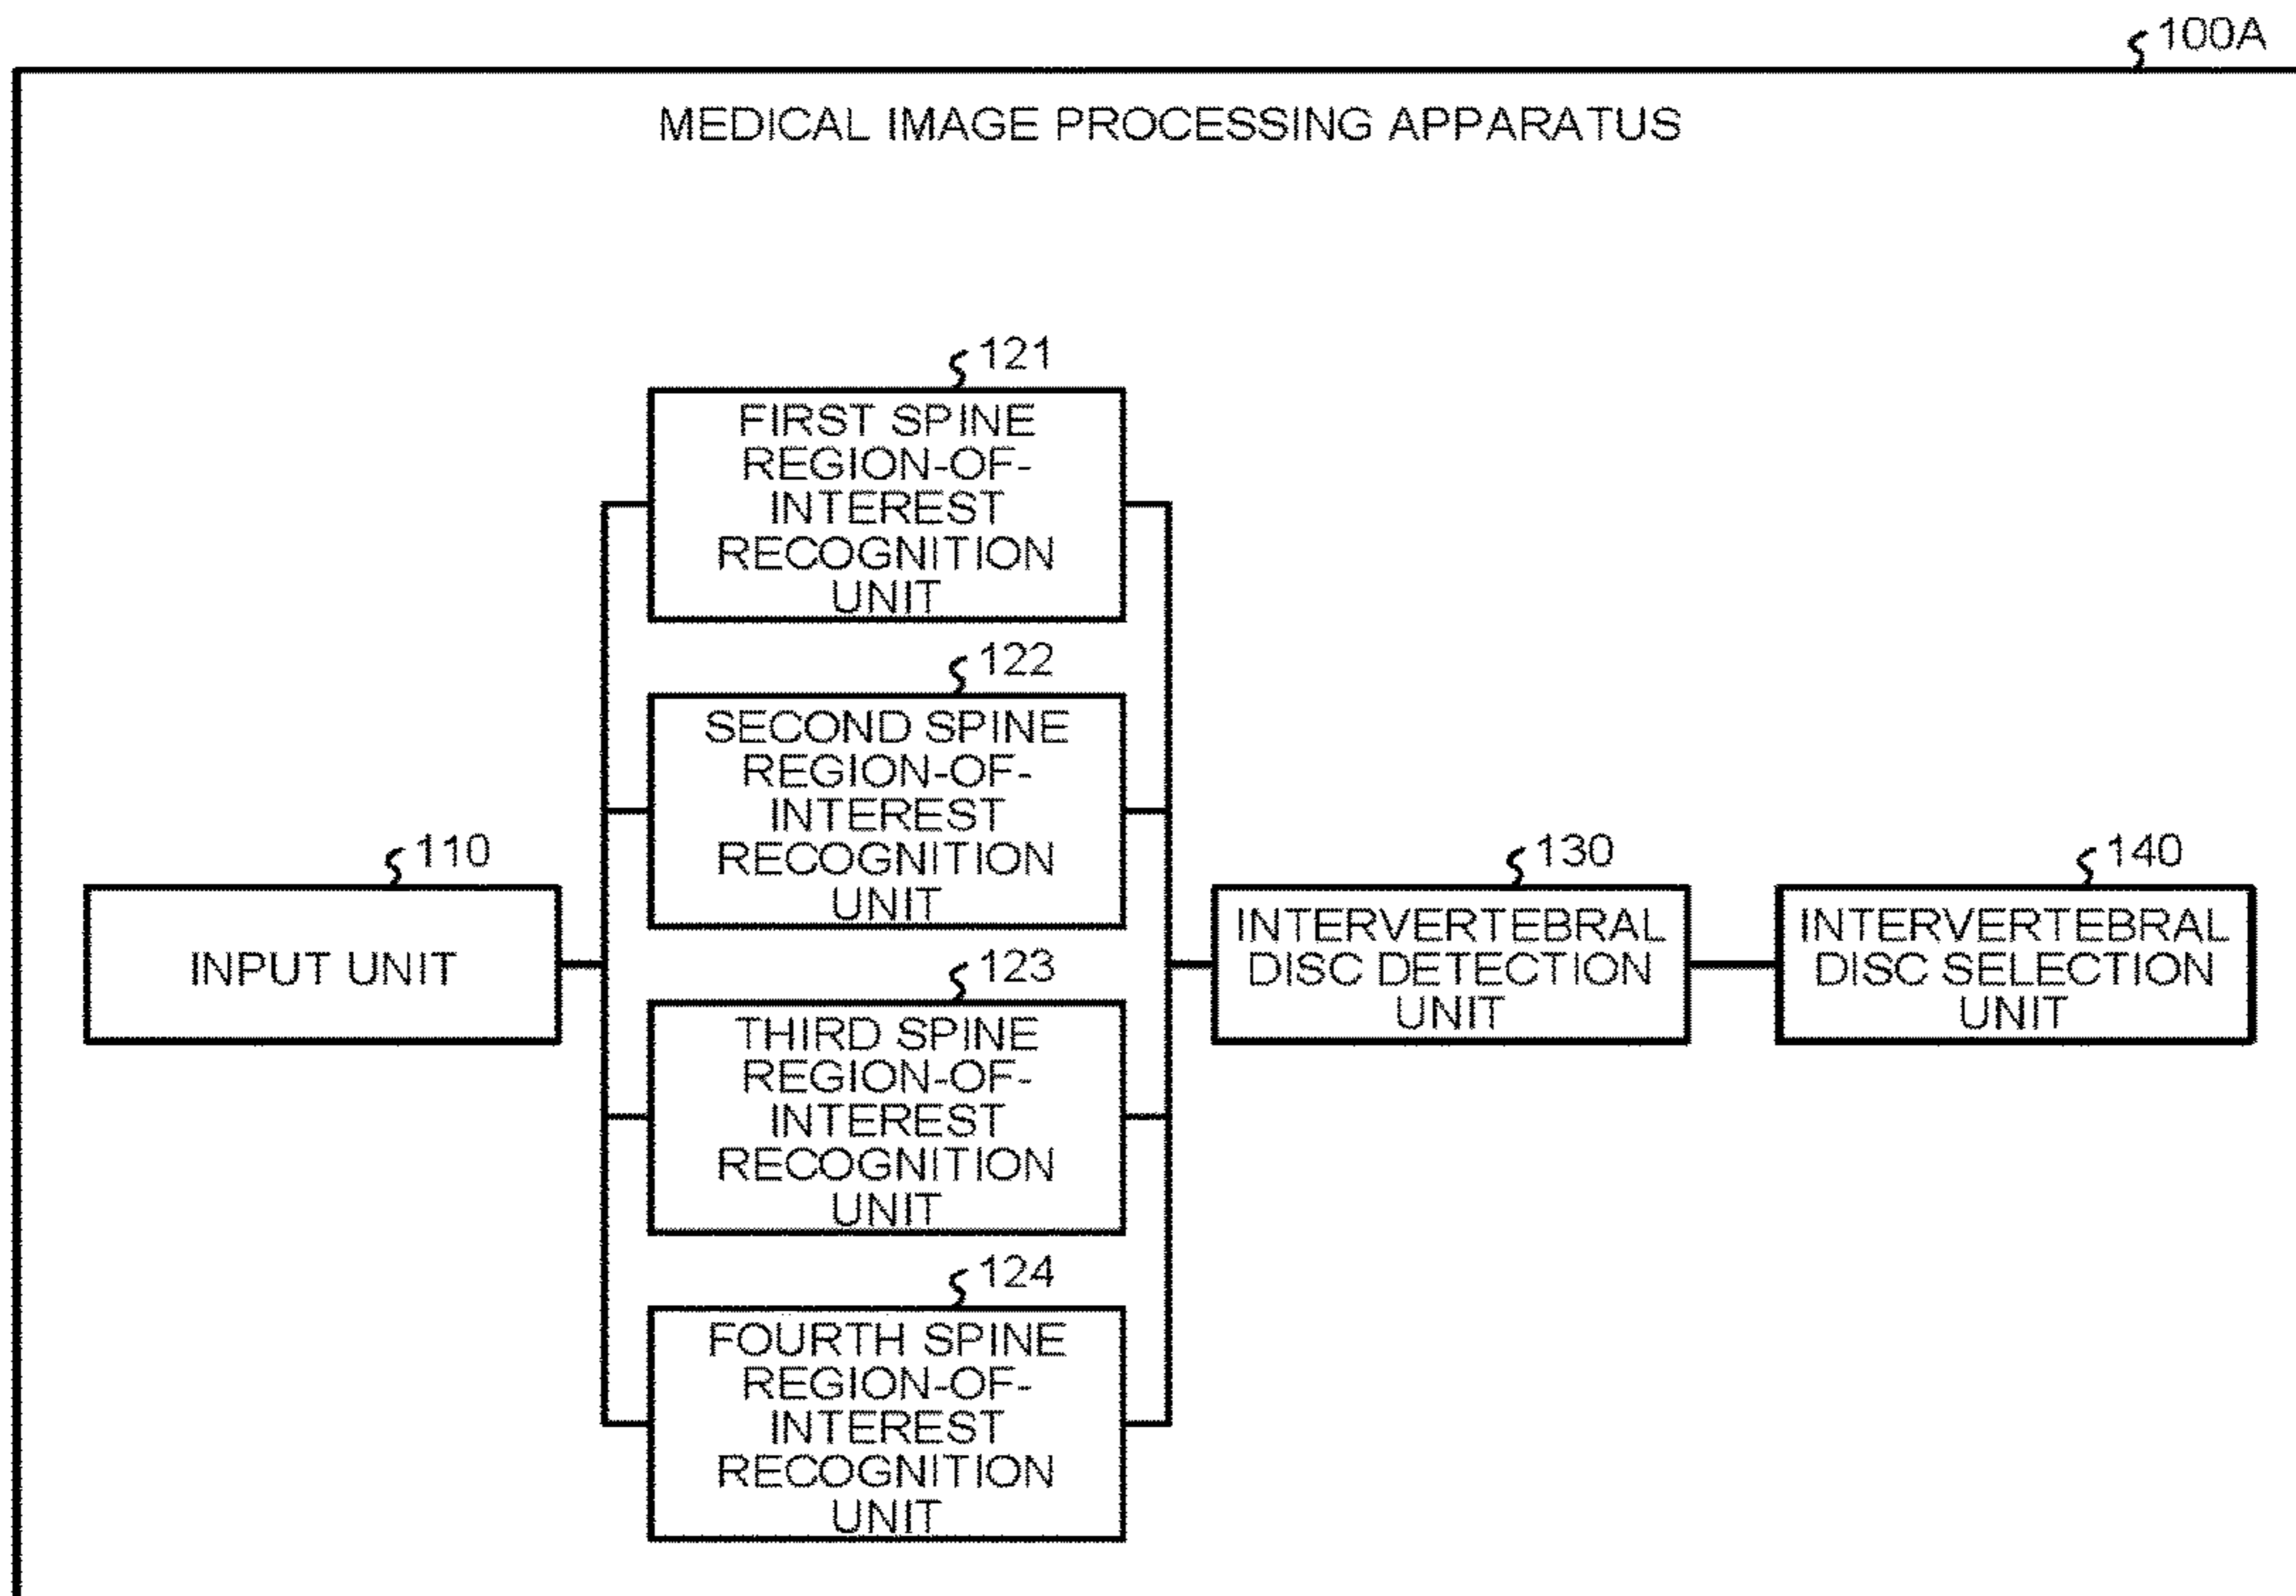 100A
MEDICAL IMAGE PROCESSING APPARATUS
121
FIRST SPINE
REGION-OF-
INTEREST
RECOGNITION
UNIT
122
SECOND SPINE
REGION-OF-
INTEREST
RECOGNITION
UNIT
110
INPUT UNIT
123
THIRD SPINE
REGION-OF-
INTEREST
RECOGNITION
UNIT
124
FOURTH SPINE
REGION-OF-
INTEREST
RECOGNITION
UNIT
130
INTERVERTEBRAL
DISC DETECTION
UNIT
140
INTERVERTEBRAL
DISC SELECTION
UNIT